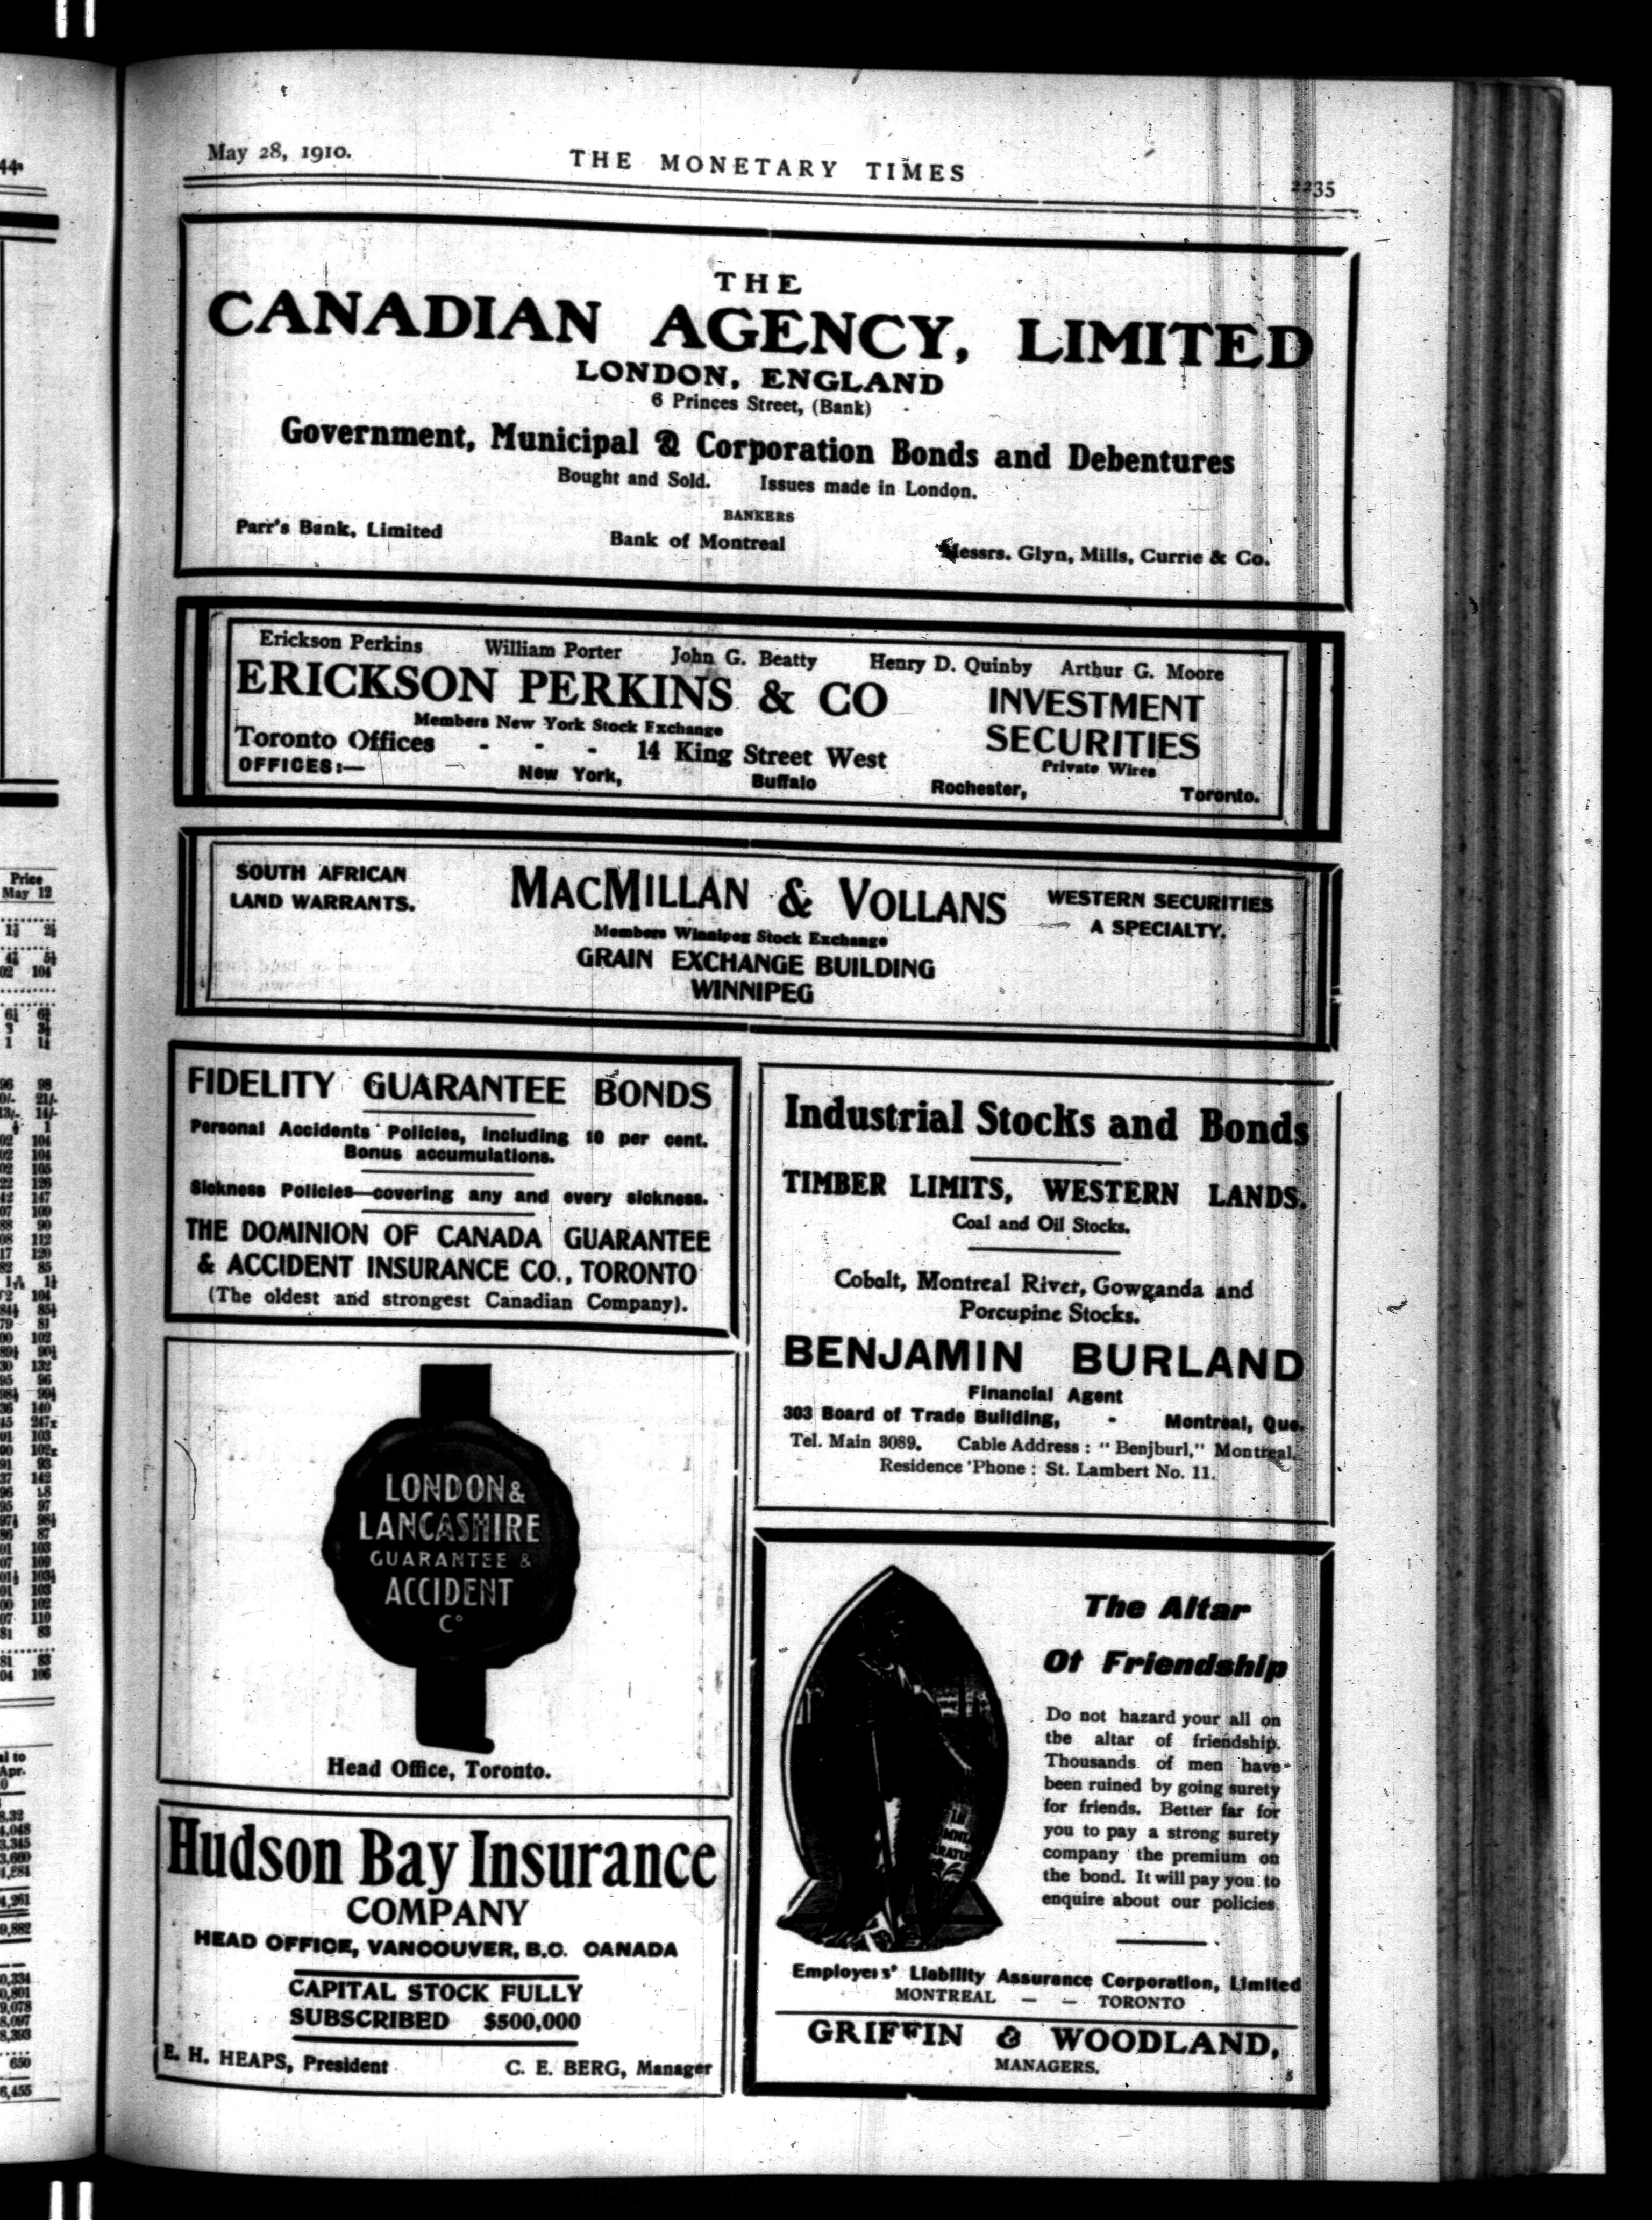 May 28, 1910.
THE MONETARY TIMES
2235
THE
CANADIAN AGENCY, LIMITED
LONDON, ENGLAND
6 Princes Street, (Bank)
Government, Municipal & Corporation Bonds and Debentures
Bought and Sold. Issues made in London.
BANKERS
Parr's Bank, Limited Bank of Montreal Messrs. Glyn, Mills, Currie & Co.
Erickson Perkins William Porter John G. Beatty Henry D. Quinby Arthur G. Moore
ERICKSON PERKINS & CO
Members New York Stock Exchange
Toronto Offices - - - 14 King Street West
INVESTMENT
SECURITIES
Private Wires
OFFICES:— New York, Buffalo Rochester, Toronto.
SOUTH AFRICAN
LAND WARRANTS.
MACMILLAN & VOLLANS
Members Winnipeg Stock Exchange
GRAIN EXCHANGE BUILDING
WINNIPEG
WESTERN SECURITIES
A SPECIALTY.
FIDELITY GUARANTEE BONDS
Personal Accidents Policies, including 10 per cent.
Bonus accumulations.
Sickness Policies—covering any and every sickness.
THE DOMINION OF CANADA GUARANTEE
& ACCIDENT INSURANCE CO., TORONTO
(The oldest and strongest Canadian Company).
LONDON &
LANCASHIRE
GUARANTEE &
ACCIDENT
Co
Head Office, Toronto.
Hudson Bay Insurance
COMPANY
HEAD OFFICE, VANCOUVER, B.C. CANADA
CAPITAL STOCK FULLY
SUBSCRIBED $500,000
E. H. HEAPS, President C. E. BERG, Manager
Industrial Stocks and Bonds
TIMBER LIMITS, WESTERN LANDS.
Coal and Oil Stocks.
Cobalt, Montreal River, Gowganda and
Porcupine Stocks.
BENJAMIN BURLAND
Financial Agent
303 Board of Trade Building, - Montreal, Que.
Tel. Main 3089. Cable Address : "Benjburl," Montreal.
Residence 'Phone : St. Lambert No. 11.
The Altar
Of Friendship
Do not hazard your all on
the altar of friendship.
Thousands of men have
been ruined by going surety
for friends. Better far for
you to pay a strong surety
company the premium on
the bond. It will pay you to
enquire about our policies
Employers' Liability Assurance Corporation, Limited
MONTREAL — — TORONTO
GRIFFIN & WOODLAND,
MANAGERS.
5